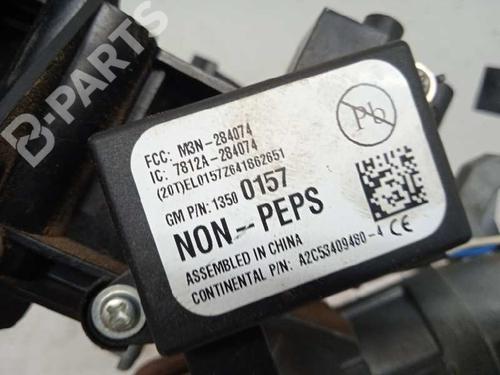 B-PARTS
Pb
FCC: M3N-284074
IC: 7812A-284074
(20T)EL0157Z641862651
GM P/N: 1350 0157
NON-PEPS
ASSEMBLED IN CHINA
CONTINENTAL P/N: A2C53409480-4 CE